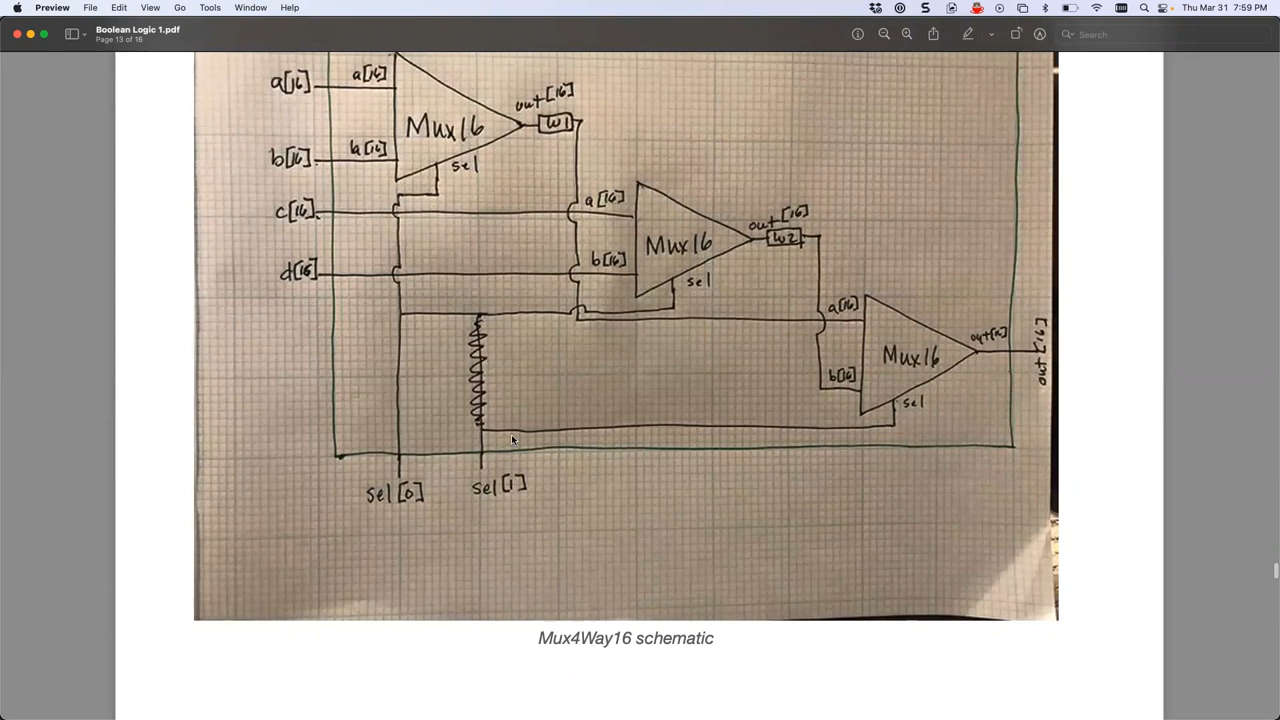 Preview File Edit View Go Tools Window Help
Thu Mar 31 7:59 PM
Boolean Logic 1.pdf
Page 13 of 16
Search
a[16] a[16]
out[16]
Mux16 w1
b[16] b[16]
sel
c[16] a[16]
out[16]
Mux16 w2
d[16] b[16]
sel
a[16]
out[16]
out[16]
Mux16
b[16]
sel
sel[0] sel[1]
Mux4Way16 schematic